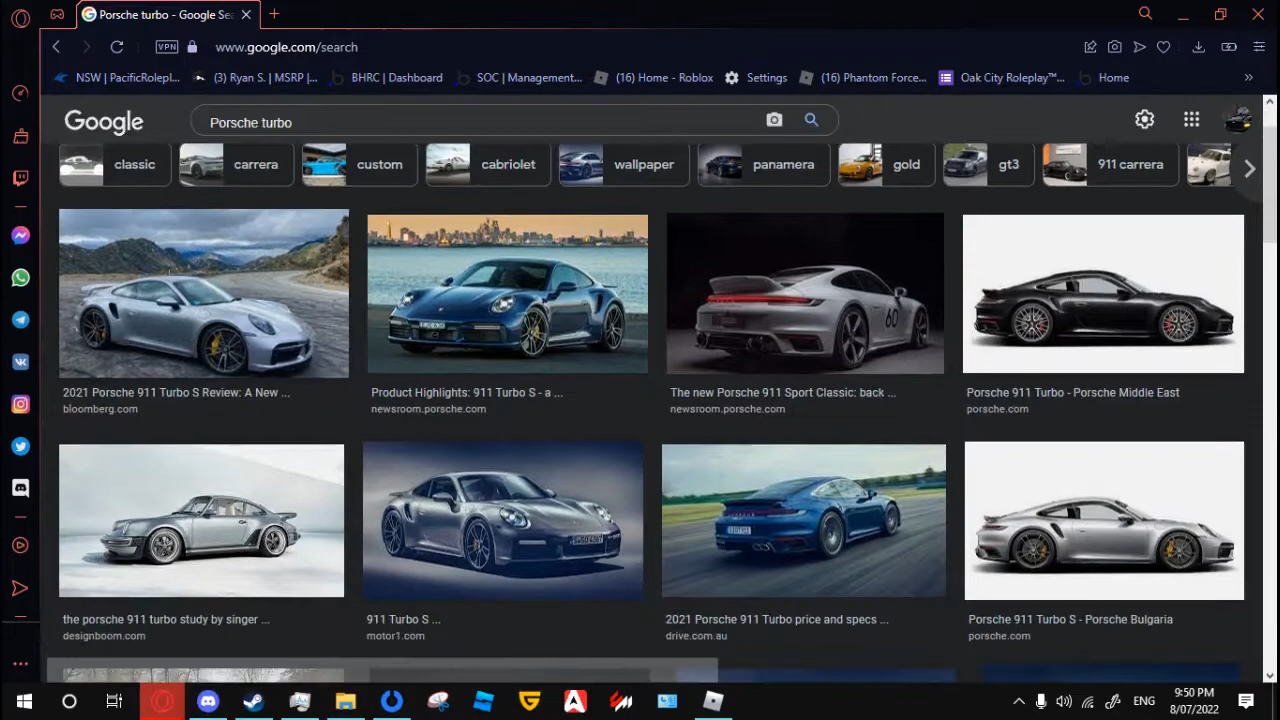 Porsche turbo - Google Sea
VPN
www.google.com/search
NSW | PacificRolepl...
(3) Ryan S. | MSRP |...
BHRC | Dashboard
SOC | Management...
(16) Home - Roblox
Settings
(16) Phantom Force...
Oak City Roleplay™...
Home
»
Google
Porsche turbo
classic
carrera
custom
cabriolet
wallpaper
panamera
gold
gt3
911 carrera
60
2021 Porsche 911 Turbo S Review: A New ...
bloomberg.com
Product Highlights: 911 Turbo S - a ...
newsroom.porsche.com
The new Porsche 911 Sport Classic: back ...
newsroom.porsche.com
Porsche 911 Turbo - Porsche Middle East
porsche.com
the porsche 911 turbo study by singer ...
designboom.com
911 Turbo S ...
motor1.com
2021 Porsche 911 Turbo price and specs ...
drive.com.au
Porsche 911 Turbo S - Porsche Bulgaria
porsche.com
ENG
9:50 PM
8/07/2022